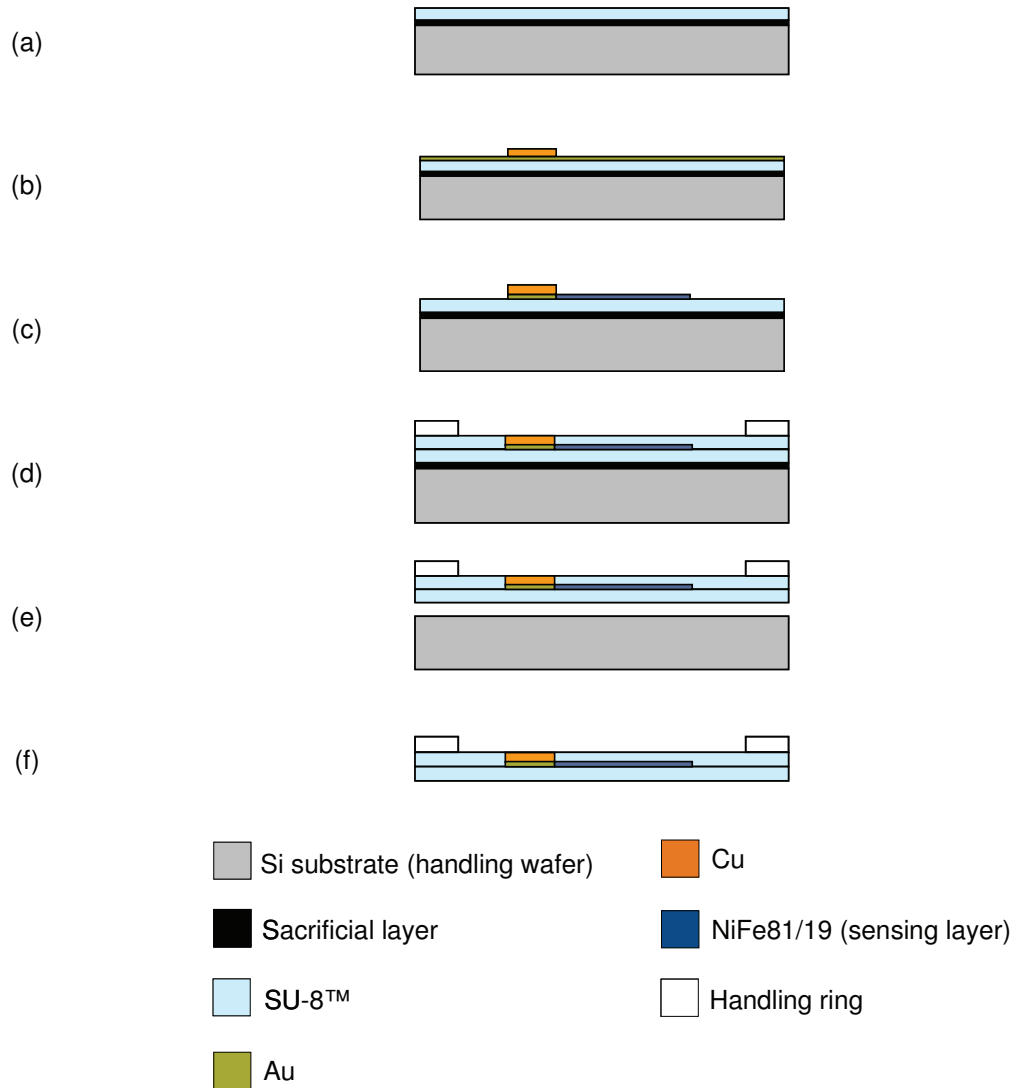 (a)
(b)
(c)
(d)
(e)
(f)
Si substrate (handling wafer)
Cu
Sacrificial layer
NiFe81/19 (sensing layer)
SU-8™
Handling ring
Au